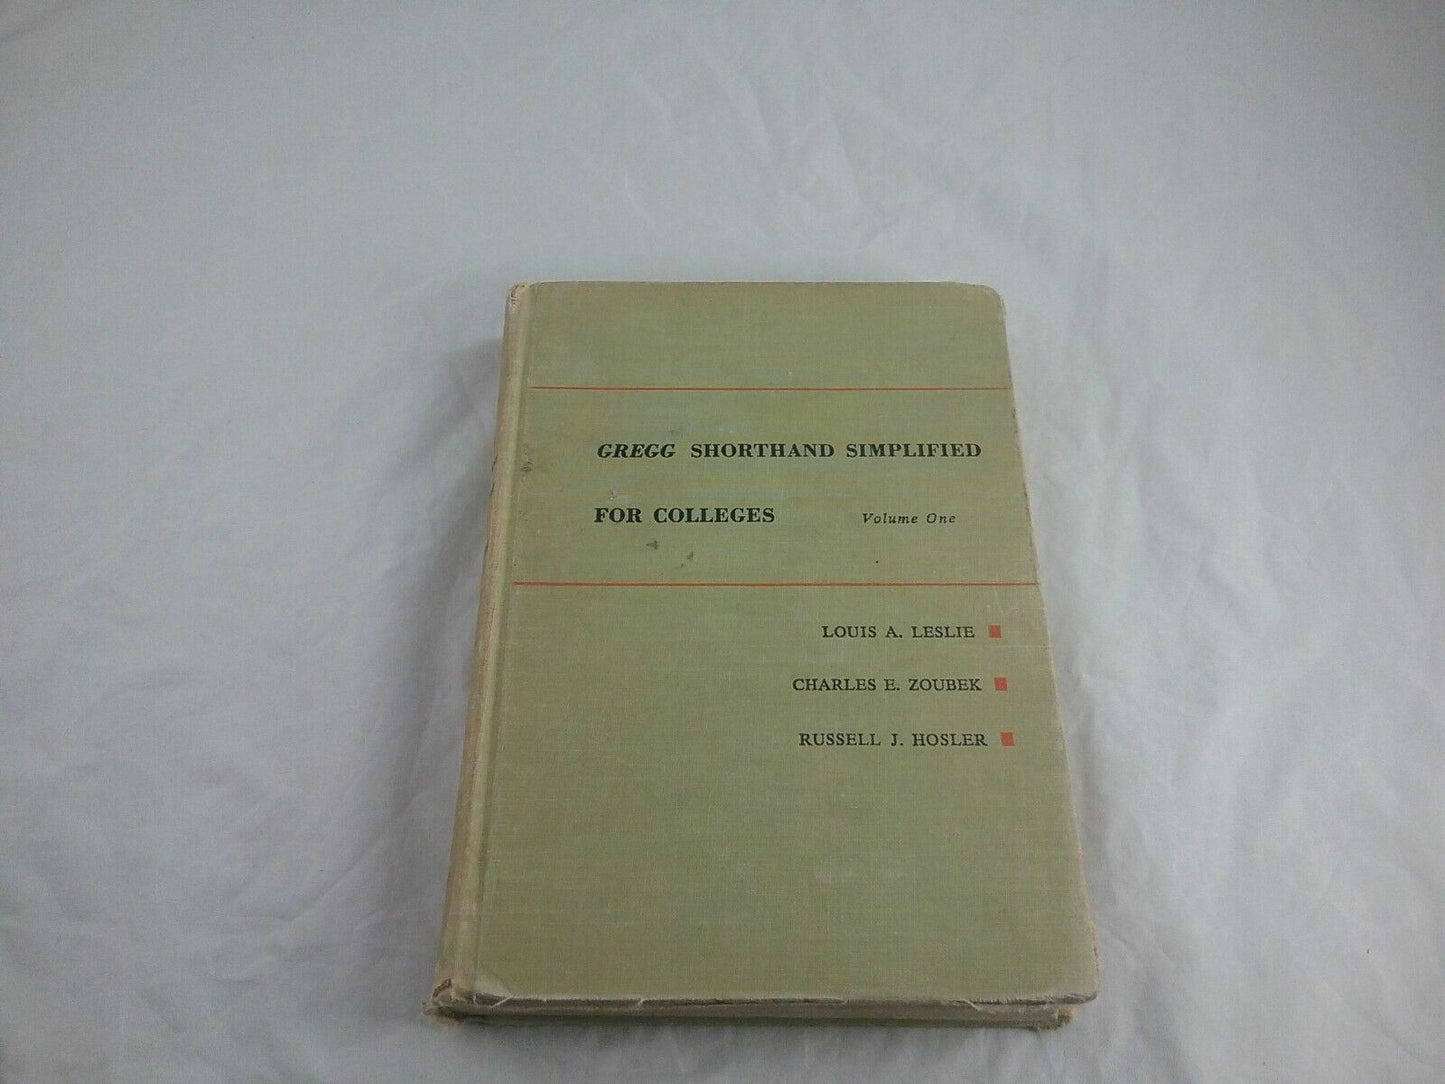 GREGG SHORTHAND SIMPLIFIED
FOR COLLEGES Volume One
LOUIS A. LESLIE
CHARLES E. ZOUBEK
RUSSELL J. HOSLER